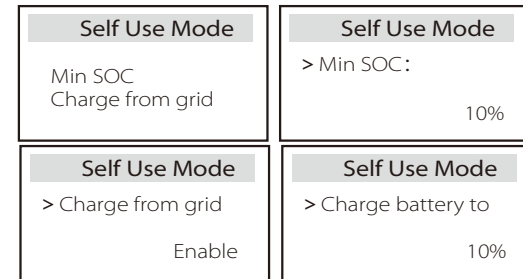 Self Use Mode
Min SOC
Charge from grid
Self Use Mode
> Min SOC:
10%
Self Use Mode
> Charge from grid
Enable
Self Use Mode
> Charge battery to
10%